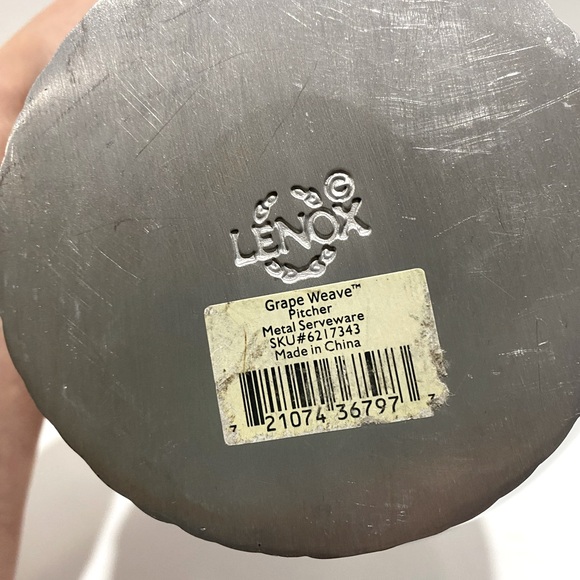 ©
LENOX
Grape Weave™
Pitcher
Metal Serveware
SKU#6217343
Made in China
7 21074 36797 7